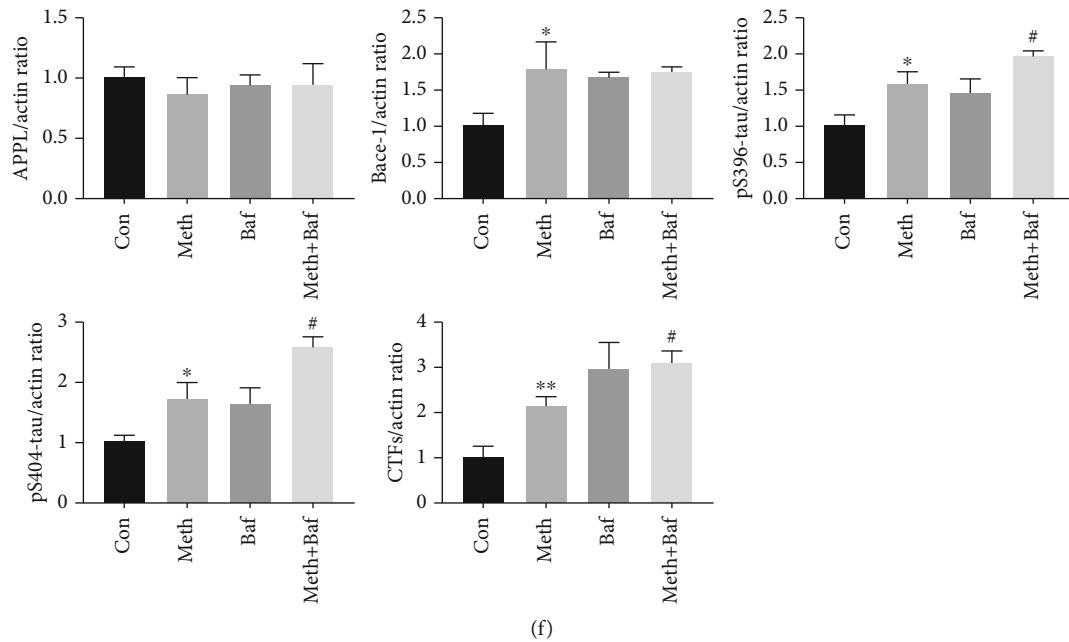 APPL/actin ratio
1.5
1.0
0.5
0.0
Con
Meth
Baf
Meth+Baf
Bace-1/actin ratio
2.5
2.0
1.5
1.0
0.5
0.0
*
Con
Meth
Baf
Meth+Baf
pS396-tau/actin ratio
2.5
2.0
1.5
1.0
0.5
0.0
*
#
Con
Meth
Baf
Meth+Baf
pS404-tau/actin ratio
3
2
1
0
*
#
Con
Meth
Baf
Meth+Baf
CTFs/actin ratio
4
3
2
1
0
**
#
Con
Meth
Baf
Meth+Baf
(f)